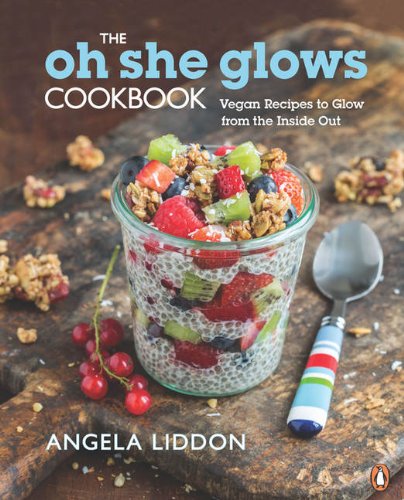 THE
oh she glows
COOKBOOK
Vegan Recipes to Glow
from the Inside Out
ANGELA LIDDON